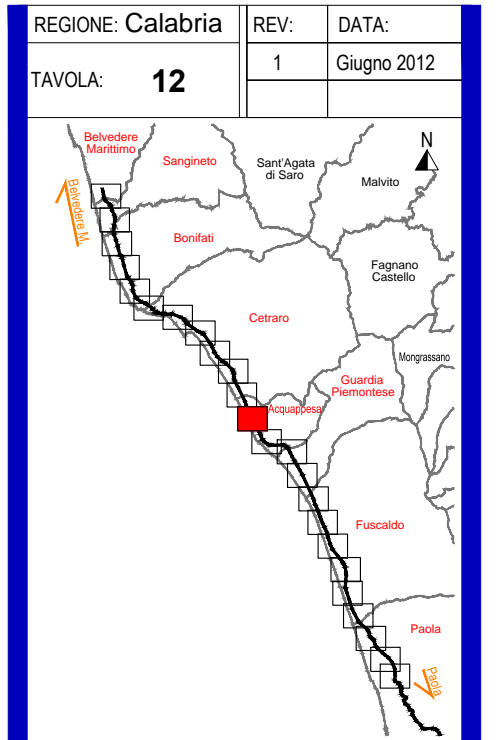 REGIONE: Calabria
REV:
DATA:
TAVOLA: 12
1
Giugno 2012
Belvedere
Marittimo
Sangineto
Sant'Agata
di Saro
Malvito
N
Belvedere M.
Bonifati
Fagnano
Castello
Cetraro
Mongrassano
Guardia
Piemontese
Acquappesa
Fuscaldo
Paola
Paola